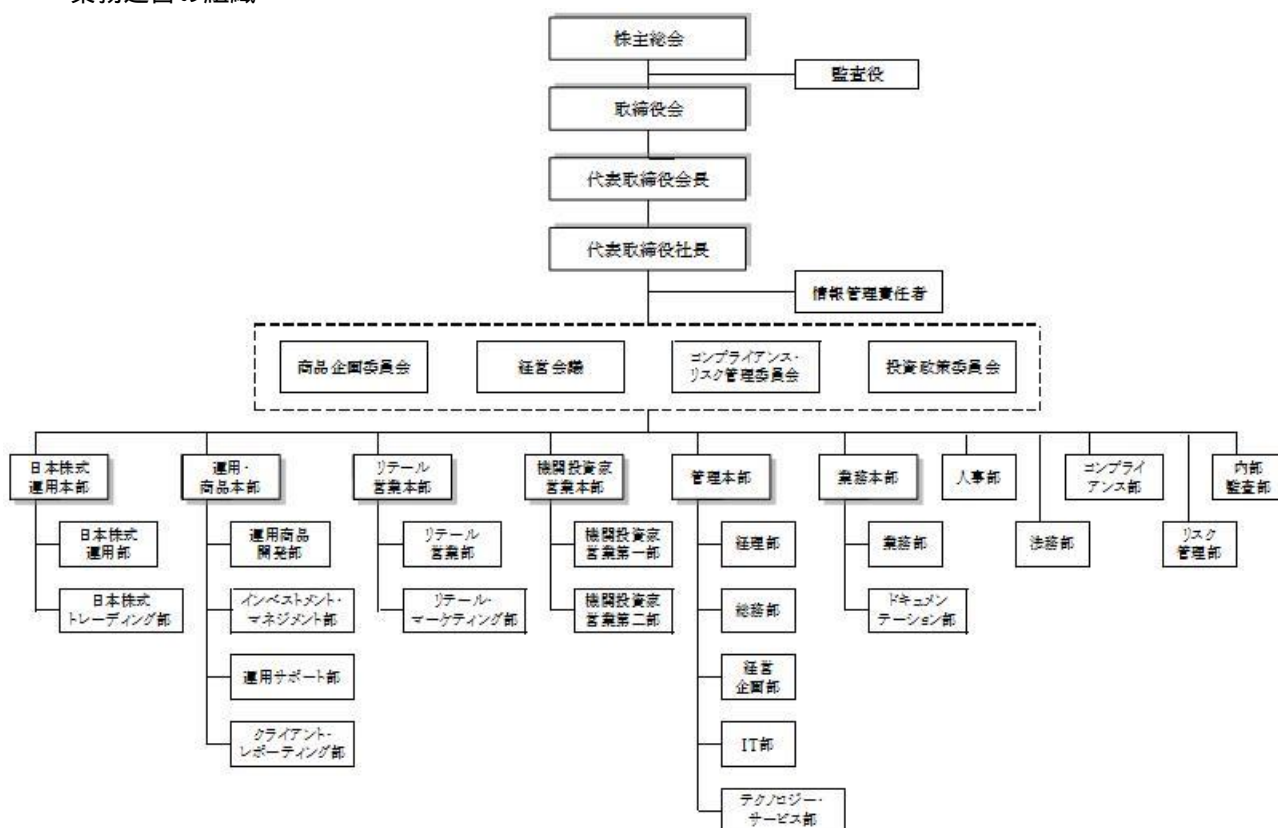 株主総会
監査役
取締役会
代表取締役会長
代表取締役社長
情報管理責任者
商品企画委員会
経営会議
コンプライアンス・
リスク管理委員会
投資政策委員会
日本株式
運用本部
運用・
商品本部
リテール
営業本部
機関投資家
営業本部
管理本部
業務本部
人事部
コンプライ
アンス部
内部
監査部
日本株式
運用部
運用商品
開発部
リテール
営業部
機関投資家
営業第一部
経理部
業務部
法務部
リスク
管理部
日本株式
トレーディング部
インベストメント・
マネジメント部
リテール・
マーケティング部
機関投資家
営業第二部
総務部
ドキュメン
テーション部
運用サポート部
経営
企画部
クライアント・
レポーティング部
IT部
テクノロジー・
サービス部